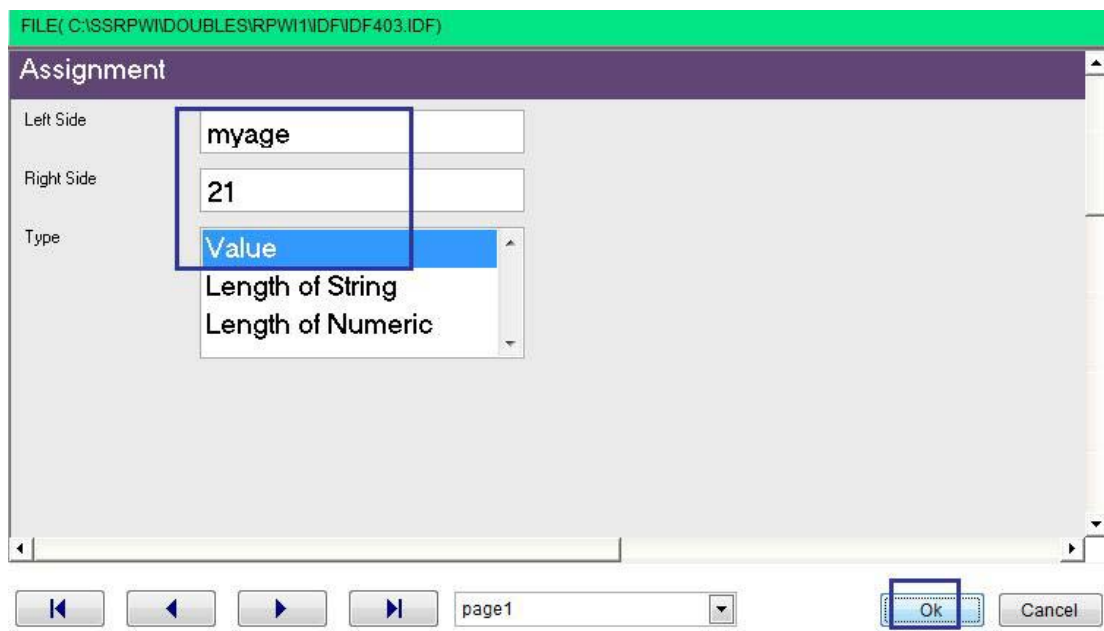 FILE( C:\SSRPWI\DOUBLES\RPWI1\IDF\IDF403.IDF)
Assignment
Left Side
myage
Right Side
21
Type
Value
Length of String
Length of Numeric
page1
Ok
Cancel